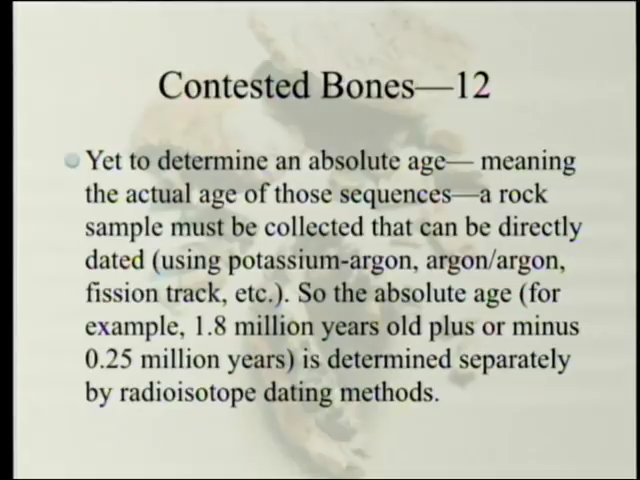 Contested Bones—12
Yet to determine an absolute age— meaning
the actual age of those sequences—a rock
sample must be collected that can be directly
dated (using potassium-argon, argon/argon,
fission track, etc.). So the absolute age (for
example, 1.8 million years old plus or minus
0.25 million years) is determined separately
by radioisotope dating methods.